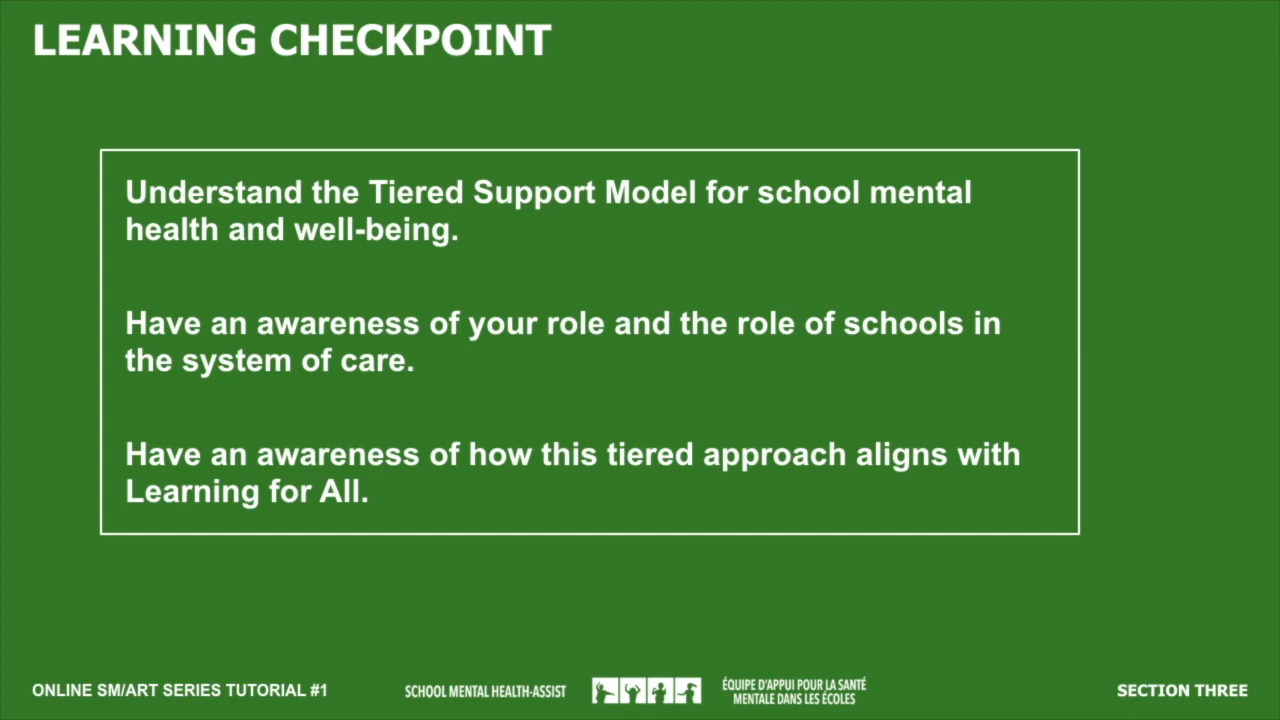 LEARNING CHECKPOINT
Understand the Tiered Support Model for school mental
health and well-being.
Have an awareness of your role and the role of schools in
the system of care.
Have an awareness of how this tiered approach aligns with
Learning for All.
ONLINE SM/ART SERIES TUTORIAL #1
SCHOOL MENTAL HEALTH-ASSIST
ÉQUIPE D'APPUI POUR LA SANTÉ
MENTALE DANS LES ÉCOLES
SECTION THREE